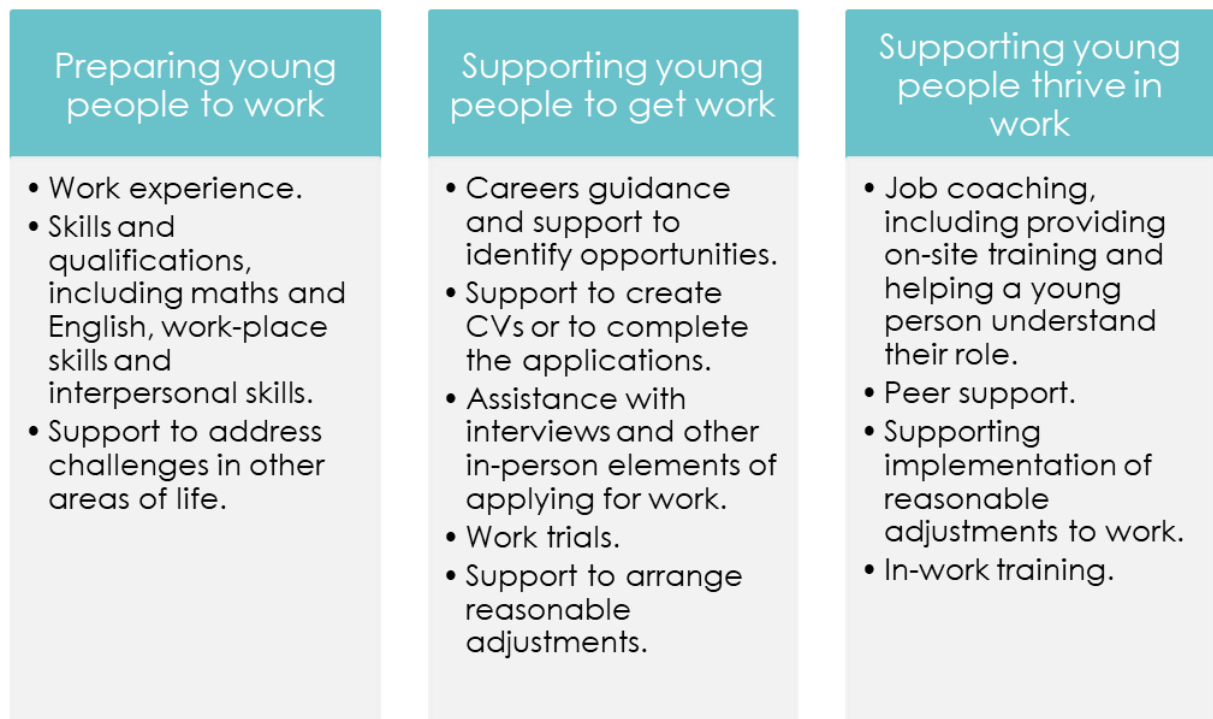 Preparing young
people to work
• Work experience.
• Skills and
qualifications,
including maths and
English, work-place
skills and
interpersonal skills.
• Support to address
challenges in other
areas of life.
Supporting young
people to get work
• Careers guidance
and support to
identify opportunities.
• Support to create
CVs or to complete
the applications.
• Assistance with
interviews and other
in-person elements of
applying for work.
• Work trials.
• Support to arrange
reasonable
adjustments.
Supporting young
people thrive in
work
• Job coaching,
including providing
on-site training and
helping a young
person understand
their role.
• Peer support.
• Supporting
implementation of
reasonable
adjustments to work.
• In-work training.